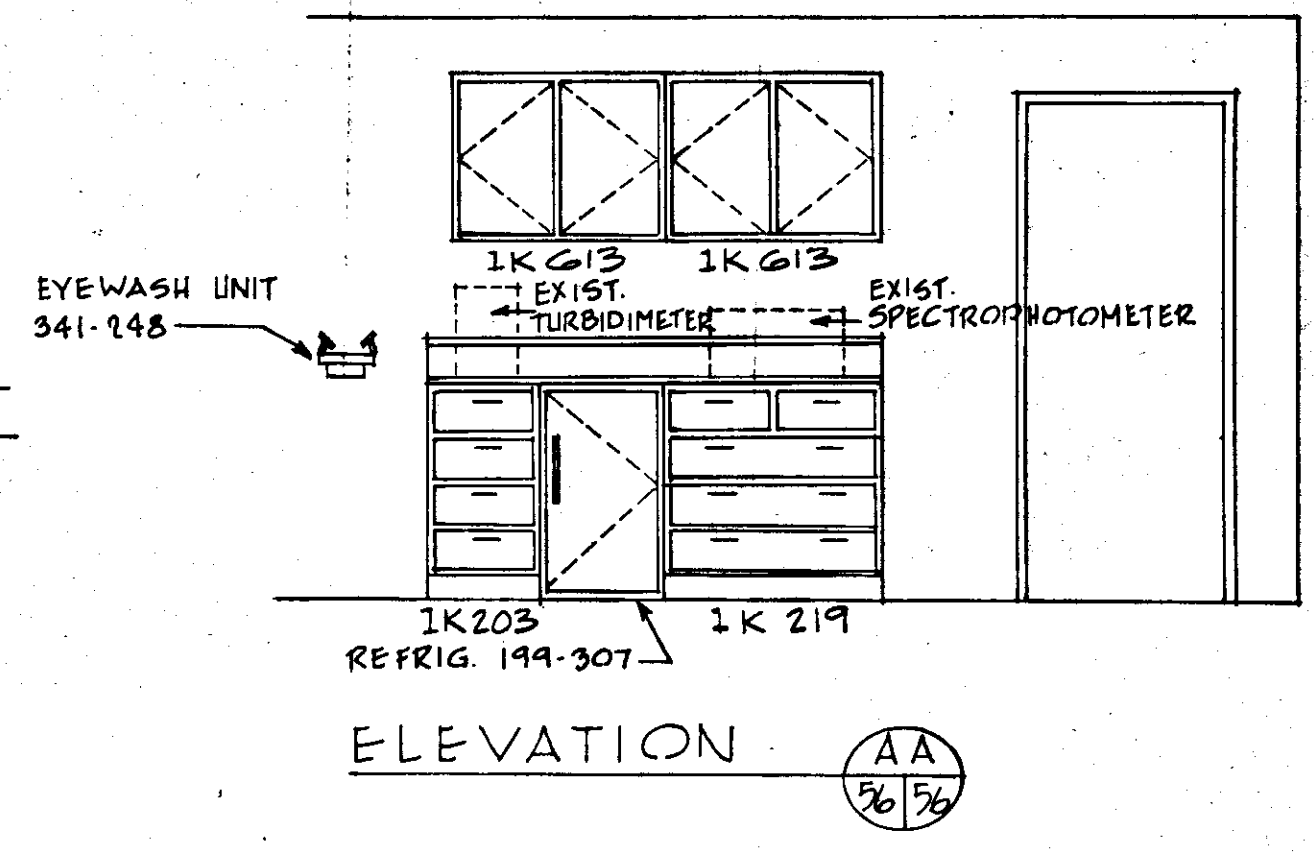 1K613 1K613
EYEWASH UNIT
341-248
EXIST.
TURBIDIMETER
EXIST.
SPECTROPHOTOMETER
1K203
1K 219
REFRIG. 199-307
ELEVATION
A A
56 56